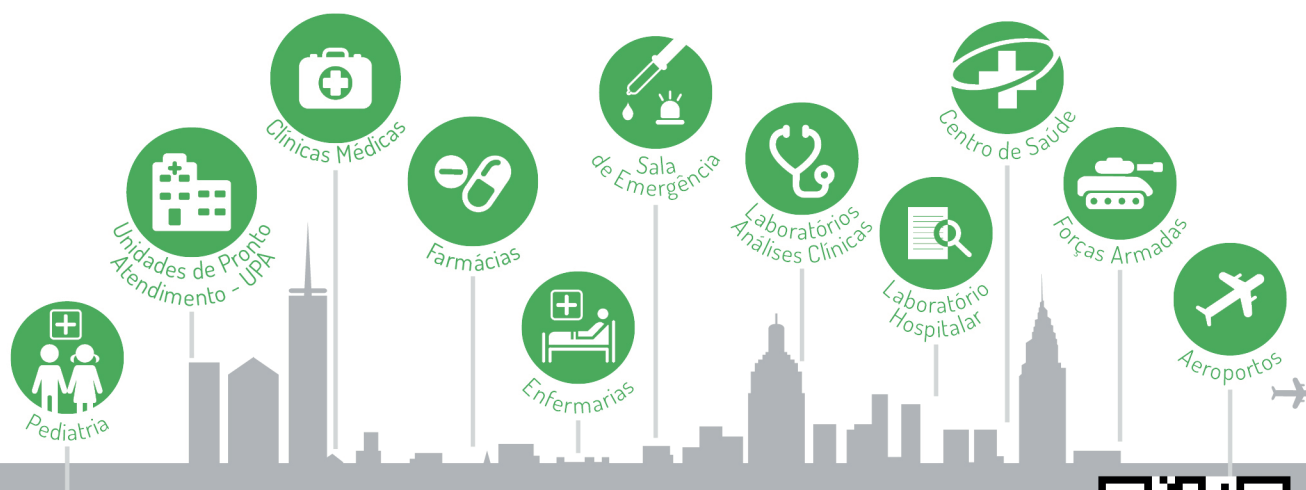 Clínicas Médicas
Sala
de Emergência
Centro de Saúde
Unidades de Pronto
Atendimento - UPA
Farmácias
Laboratórios
Análises Clínicas
Forças Armadas
Laboratório
Hospitalar
Aeroportos
Enfermarias
Pediatria